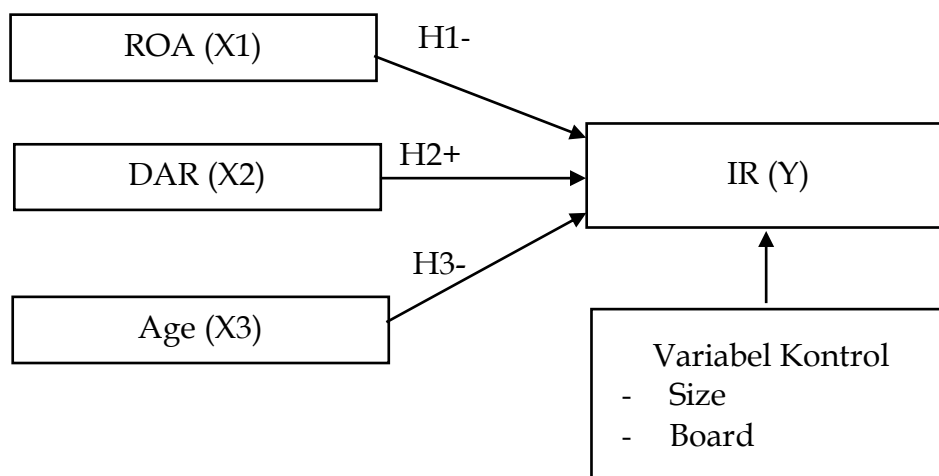 ROA (X1)
H1-
DAR (X2)
H2+
IR (Y)
H3-
Age (X3)
Variabel Kontrol
- Size
- Board